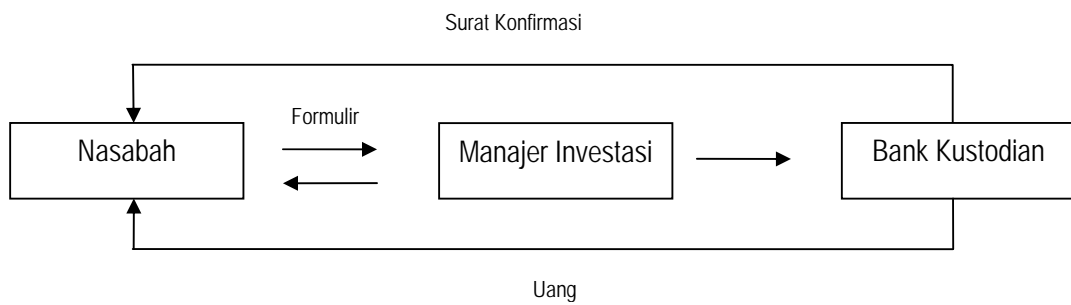 Surat Konfirmasi
Formulir
Nasabah
Manajer Investasi
Bank Kustodian
Uang